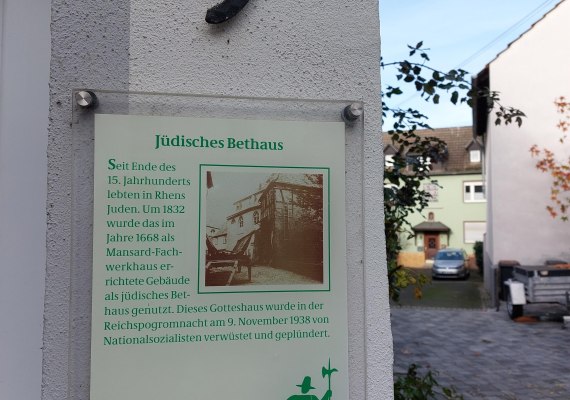 Jüdisches Bethaus
Seit Ende des
15. Jahrhunderts
lebten in Rhens
Juden. Um 1832
wurde das im
Jahre 1668 als
Mansard-Fach-
werkhaus er-
richtete Gebäude
als jüdisches Bet-
haus genutzt. Dieses Gotteshaus wurde in der
Reichspogromnacht am 9. November 1938 von
Nationalsozialisten verwüstet und geplündert.